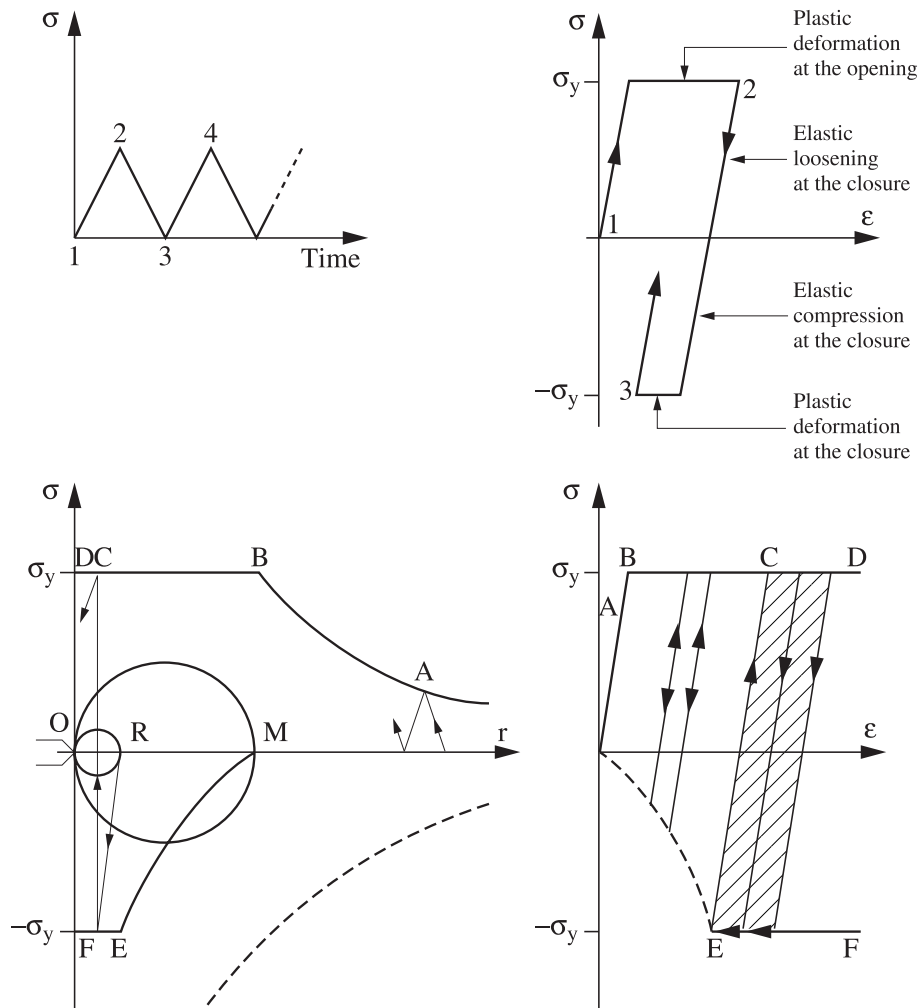 σ
2
4
1
3
Time
σ
σy
2
1
ε
3
−σy
Plastic
deformation
at the opening
Elastic
loosening
at the closure
Elastic
compression
at the closure
Plastic
deformation
at the closure
σ
σy
D C
B
A
O
R
M
r
−σy
F
E
σ
σy
B
C
D
A
ε
−σy
E
F